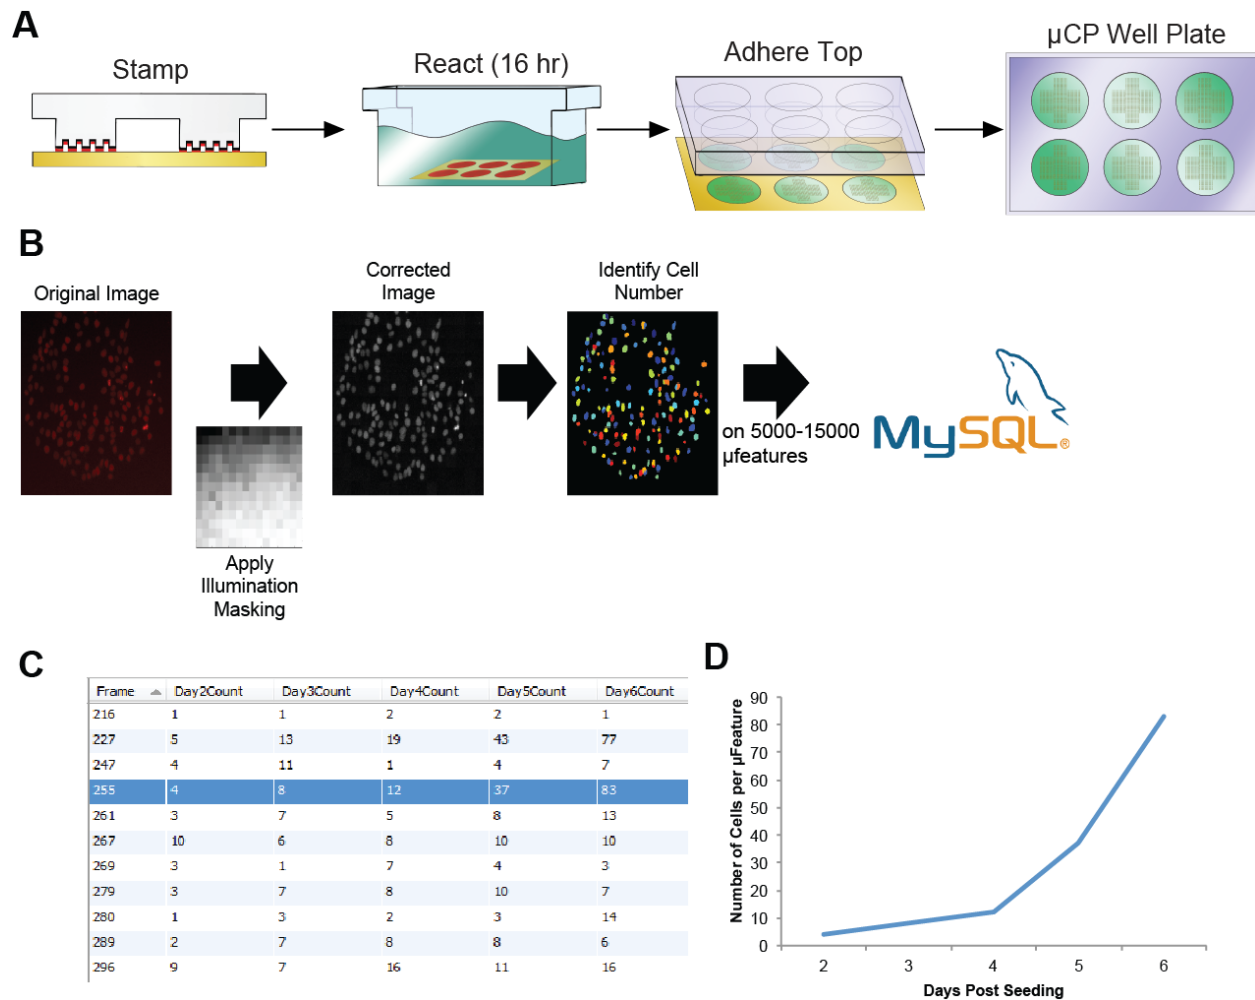 A
Stamp
React (16 hr)
Adhere Top
µCP Well Plate
B
Original Image
Corrected
Image
Identify Cell
Number
Apply
Illumination
Masking
on 5000-15000
µfeatures
MySQL®
C
Frame Day2Count Day3Count Day4Count Day5Count Day6Count
216 1 1 2 2 1
227 5 13 19 43 77
247 4 11 1 4 7
255 4 8 12 37 83
261 3 7 5 8 13
267 10 6 8 10 10
269 3 1 7 4 3
279 3 7 8 10 7
280 1 3 2 3 14
289 2 7 8 8 6
296 9 7 16 11 16
D
Number of Cells per µFeature
90
80
70
60
50
40
30
20
10
0
2 3 4 5 6
Days Post Seeding